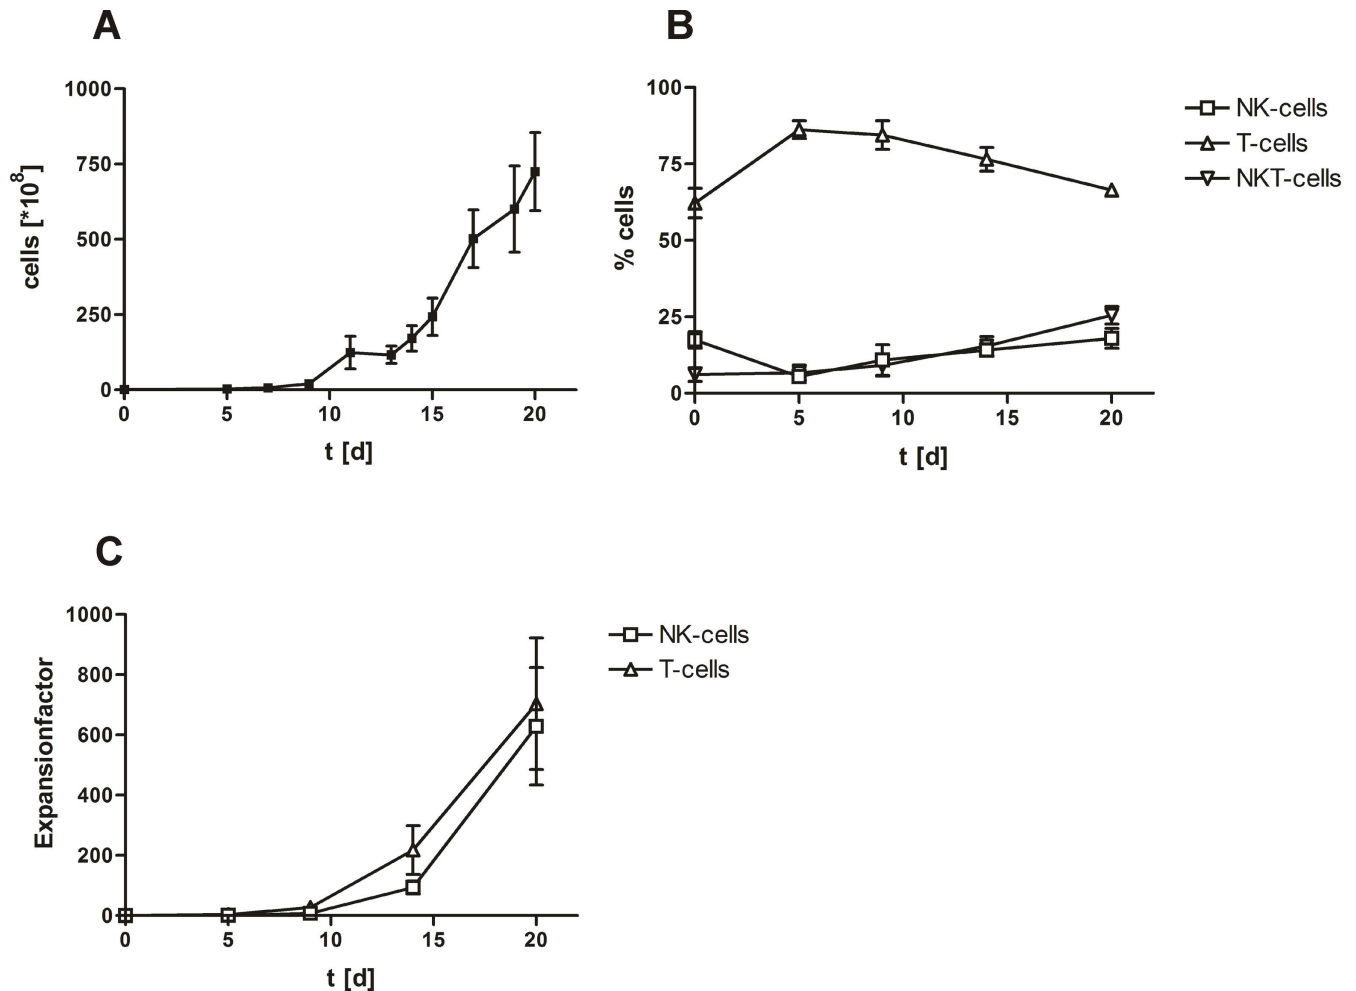 A
cells [*10⁸]
1000
750
500
250
0
0 5 10 15 20
t [d]
B
% cells
100
75
50
25
0
0 5 10 15 20
t [d]
NK-cells
T-cells
NKT-cells
C
Expansionfactor
1000
800
600
400
200
0
0 5 10 15 20
t [d]
NK-cells
T-cells